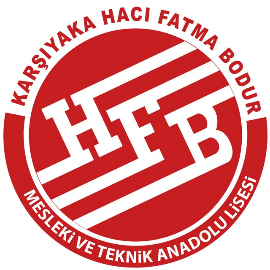 KARŞIYAKA HACI FATMA BODUR
HFB
MESLEKİ VE TEKNİK ANADOLU LİSESİ